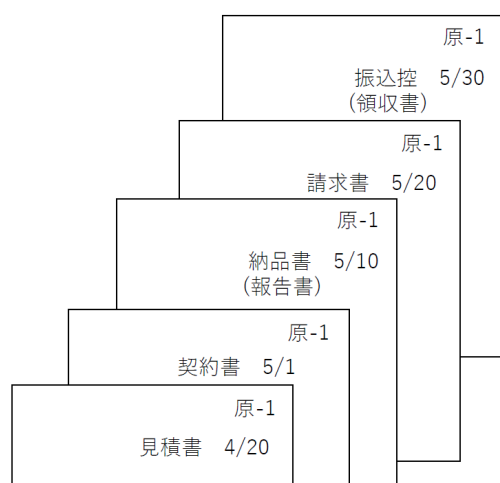 原-1
振込控 5/30
(領収書)
原-1
請求書 5/20
原-1
納品書 5/10
(報告書)
原-1
契約書 5/1
原-1
見積書 4/20